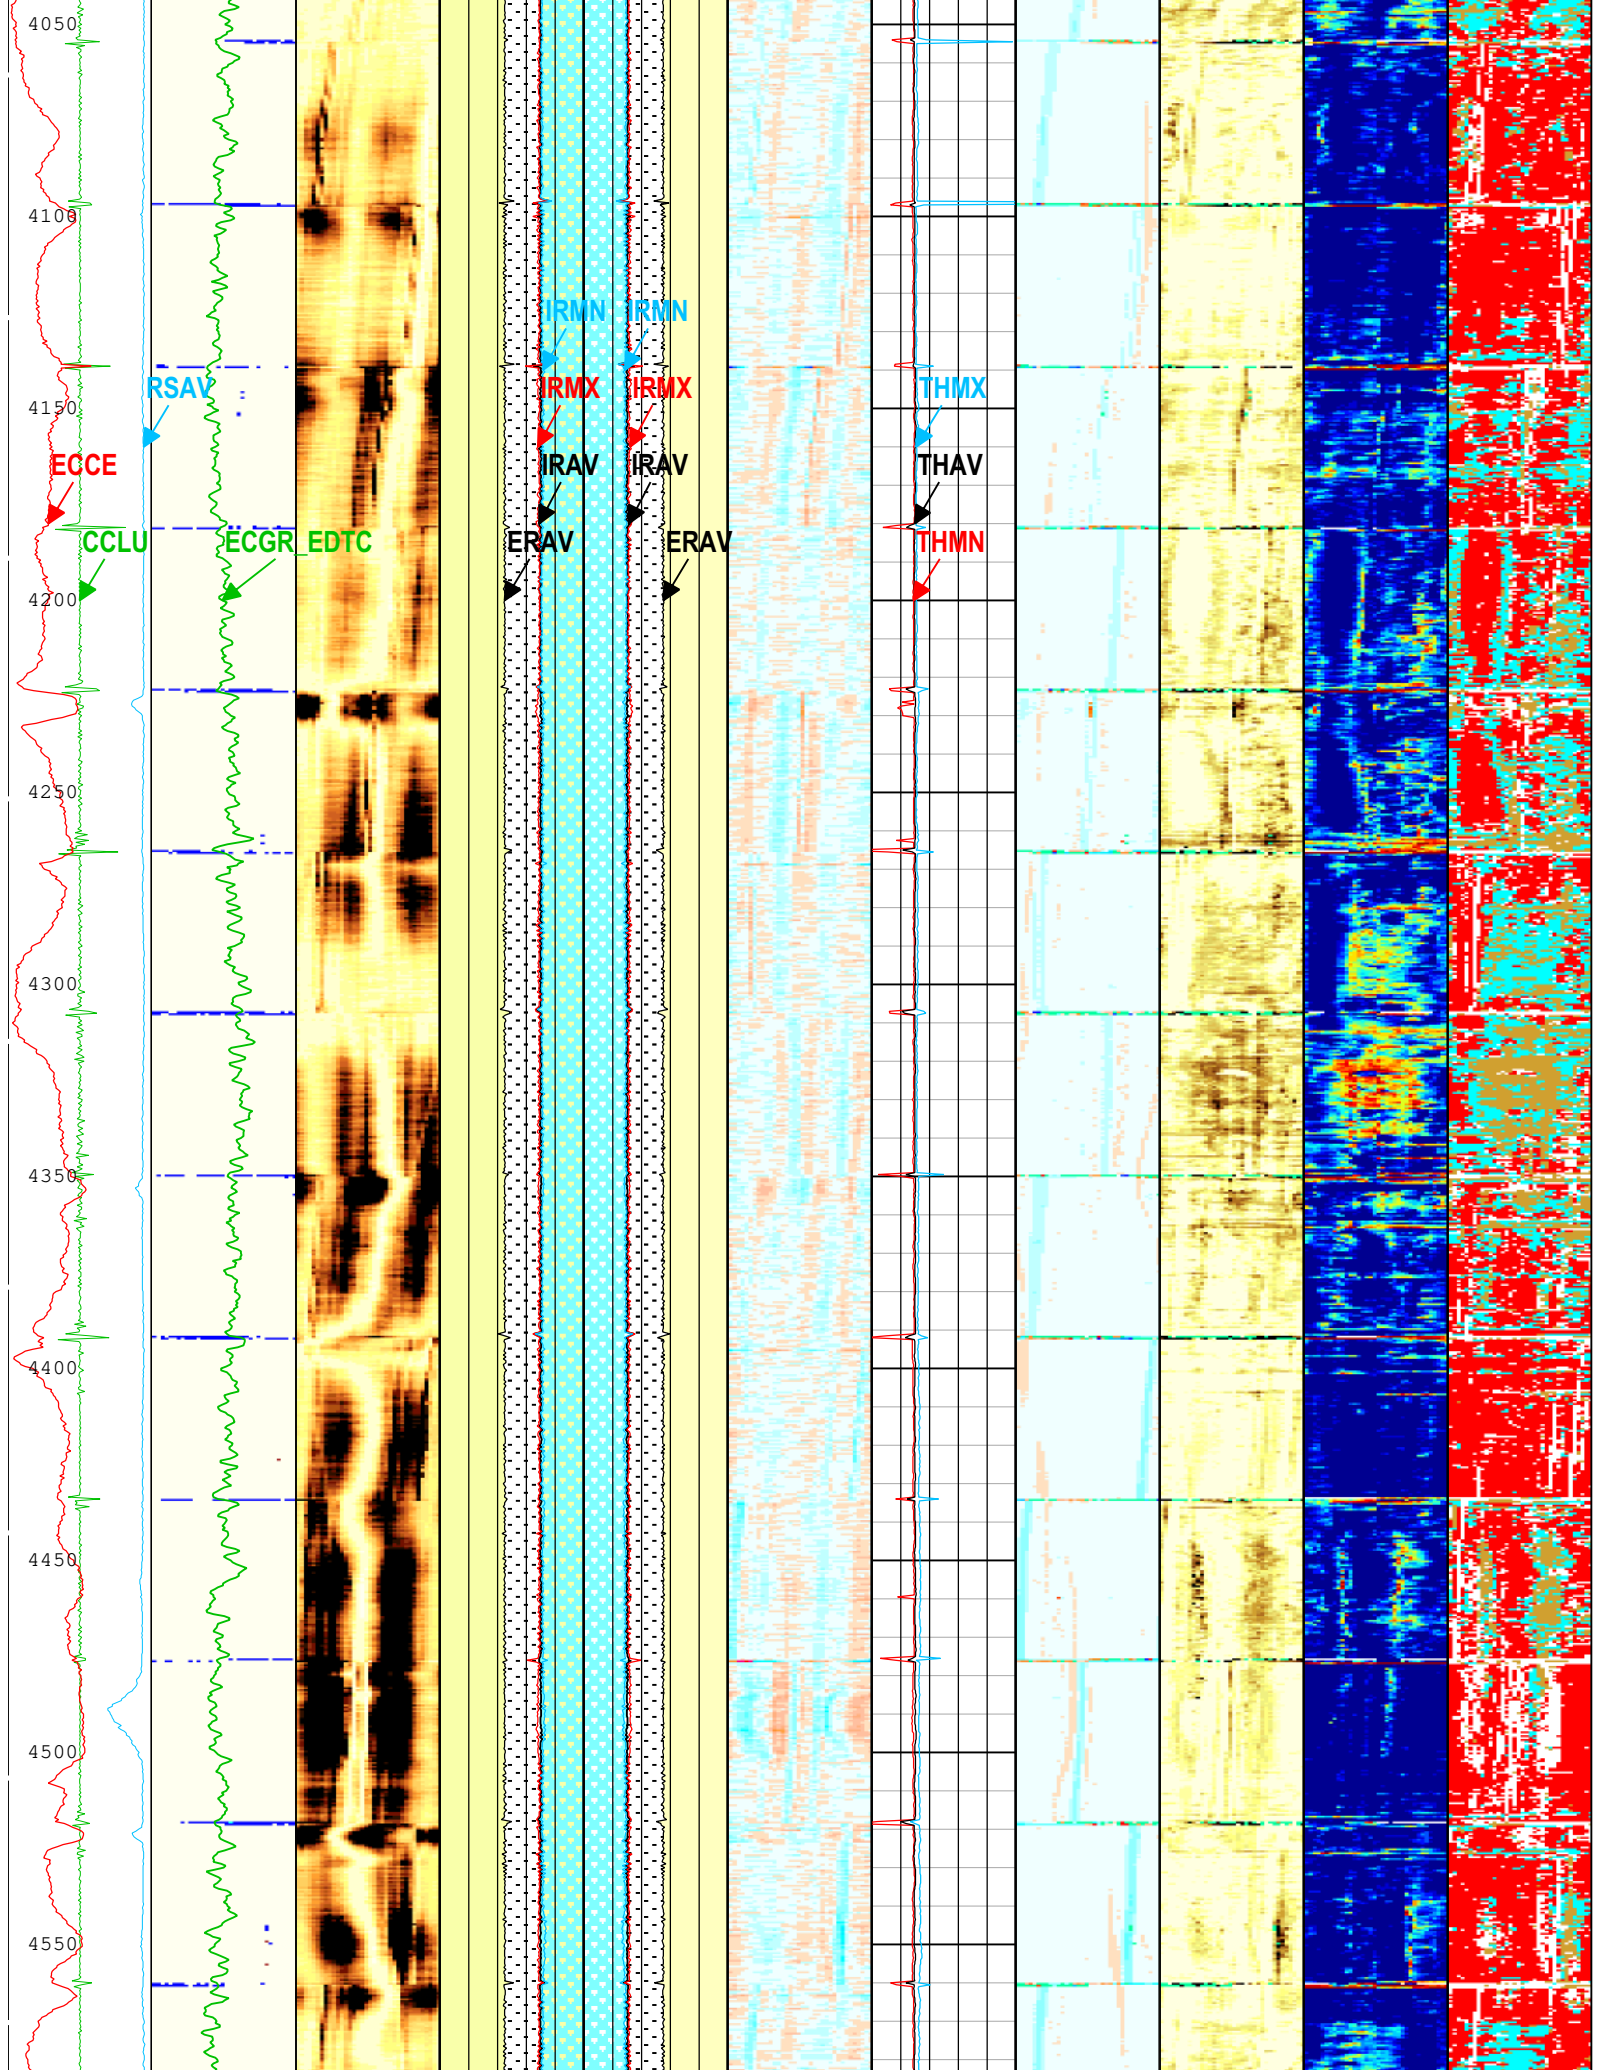 4050
4100
IRMN IRMN
RSAV IRMX IRMX THMX
4150
ECCE IRAV IRAV THAV
CCLU ECGR_EDTC ERAV ERAV THMN
4200
4250
4300
4350
4400
4450
4500
4550